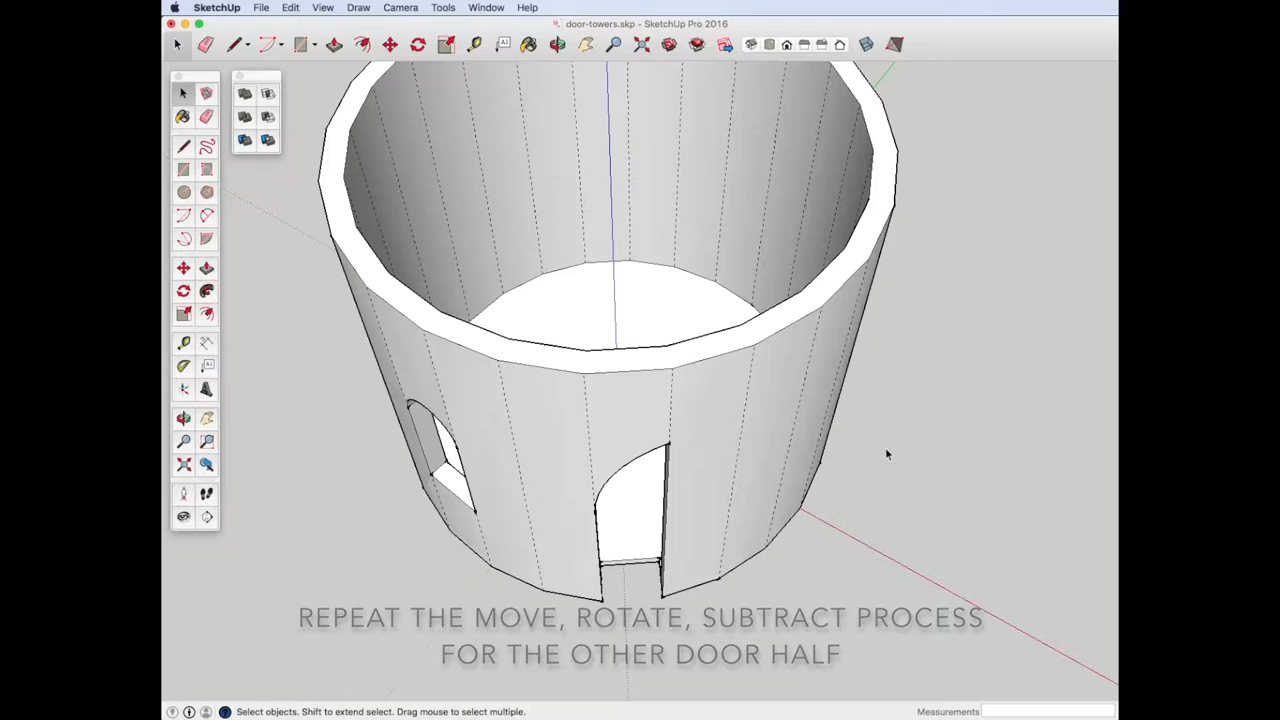 SketchUp File Edit View Draw Camera Tools Window Help
door-towers.skp - SketchUp Pro 2016
REPEAT THE MOVE, ROTATE, SUBTRACT PROCESS
FOR THE OTHER DOOR HALF
Select objects. Shift to extend select. Drag mouse to select multiple.
Measurements